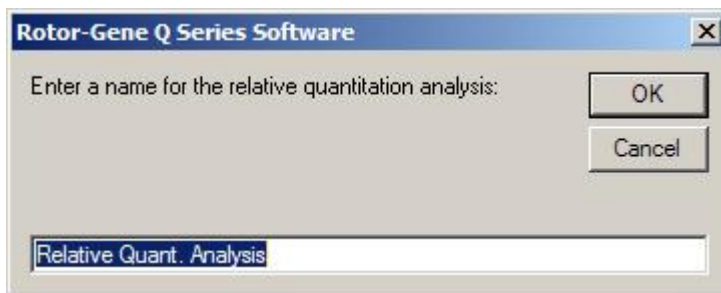 Rotor-Gene Q Series Software
Enter a name for the relative quantitation analysis:
OK
Cancel
Relative Quant. Analysis